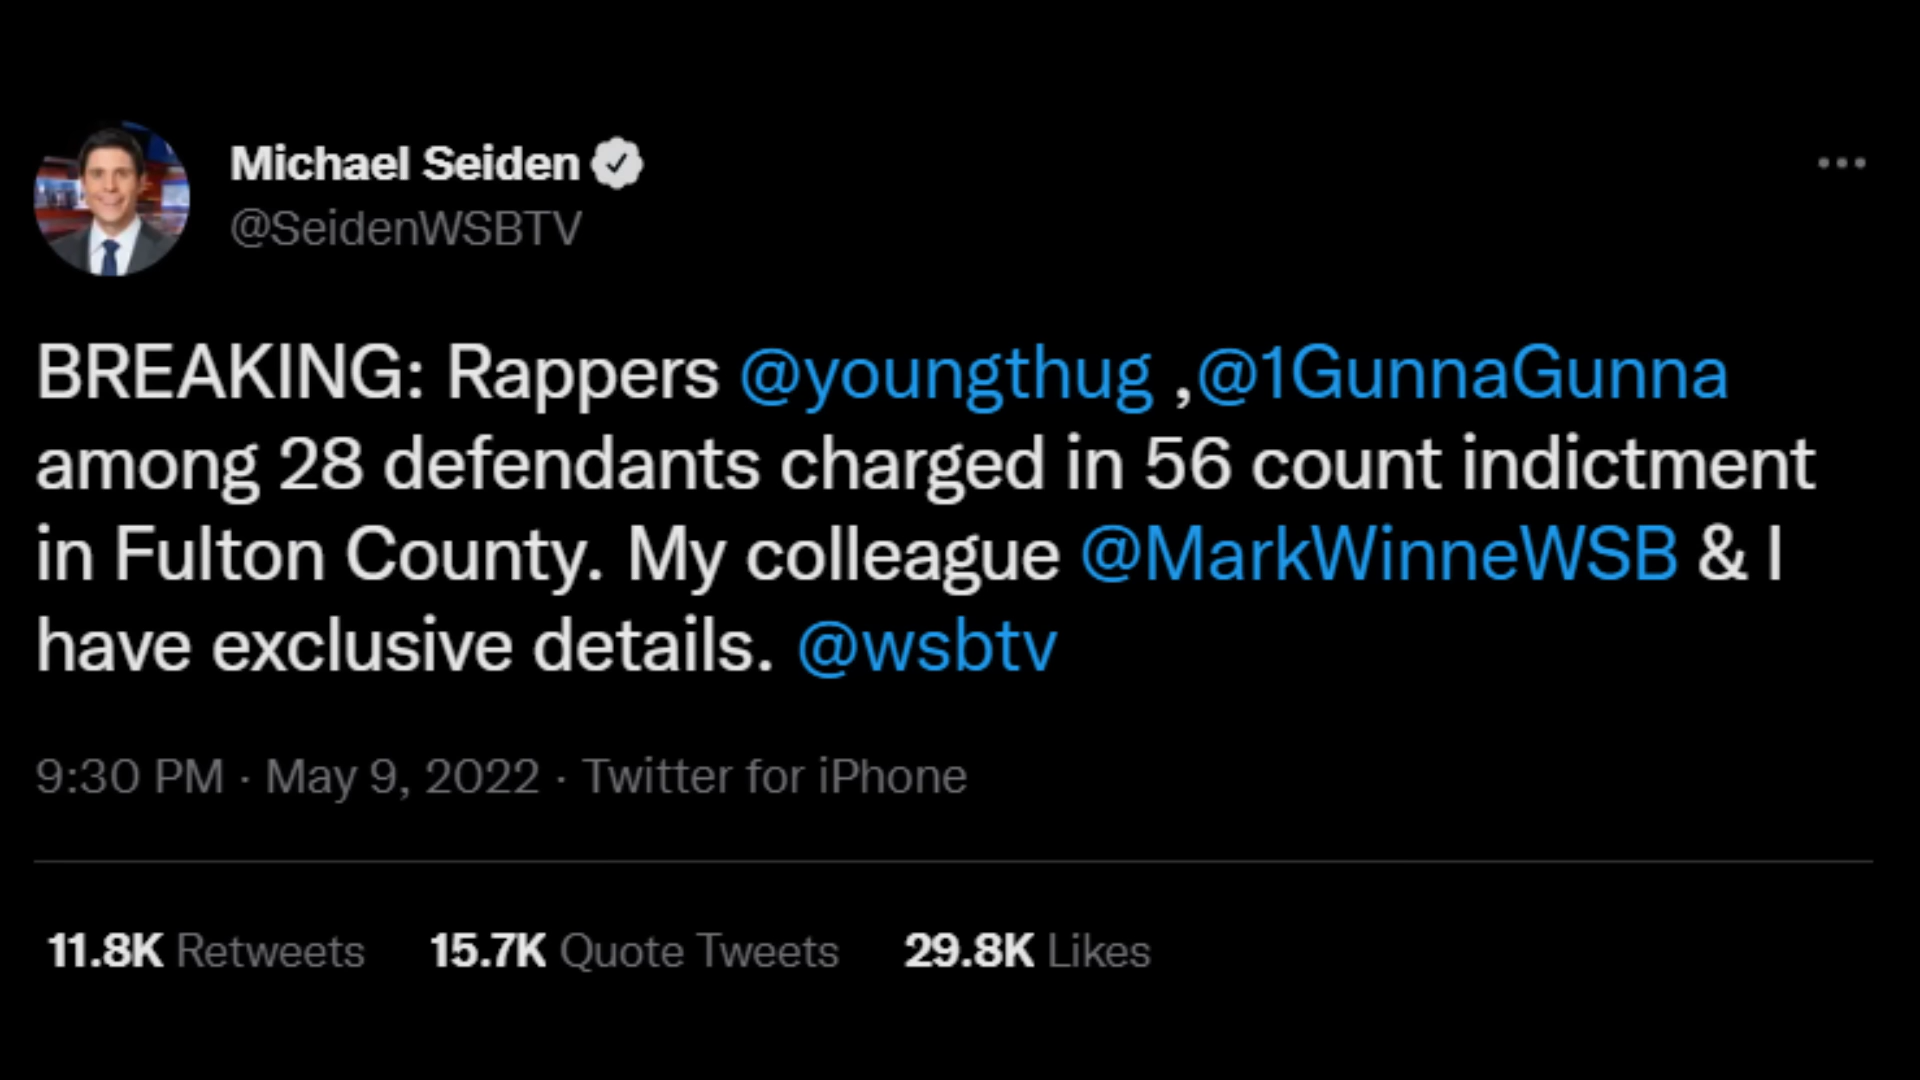 Michael Seiden
@SeidenWSBTV
BREAKING: Rappers @youngthug ,@1GunnaGunna
among 28 defendants charged in 56 count indictment
in Fulton County. My colleague @MarkWinneWSB & I
have exclusive details. @wsbtv
9:30 PM · May 9, 2022 · Twitter for iPhone
11.8K Retweets 15.7K Quote Tweets 29.8K Likes